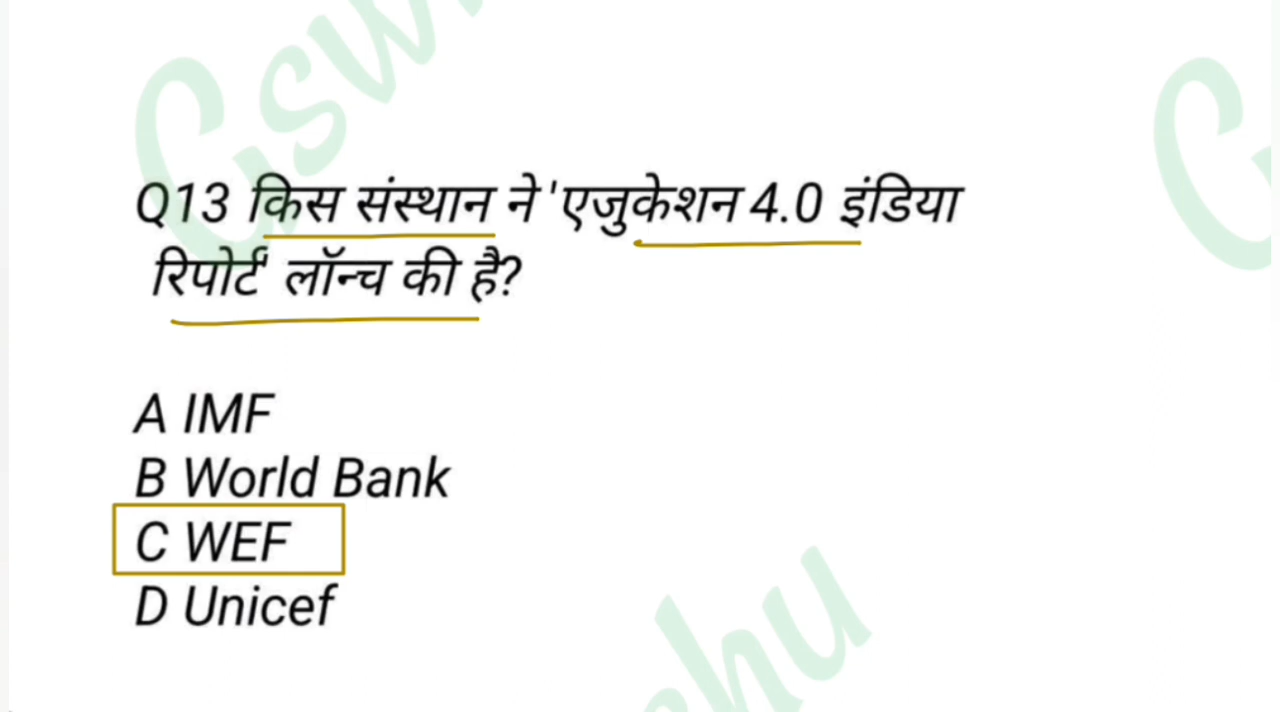 Q13 किस संस्थान ने 'एजुकेशन 4.0 इंडिया
रिपोर्ट' लॉन्च की है?
A IMF
B World Bank
C WEF
D Unicef